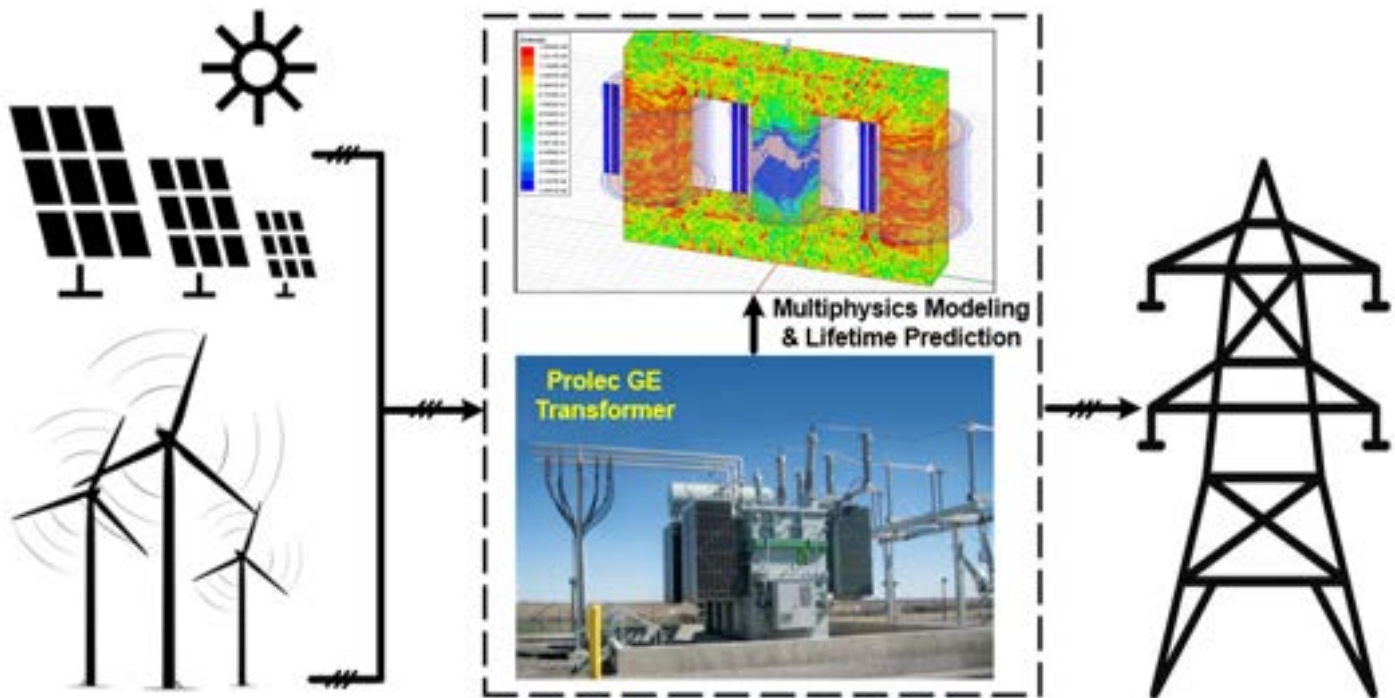 Multiphysics Modeling
& Lifetime Prediction
Prolec GE
Transformer